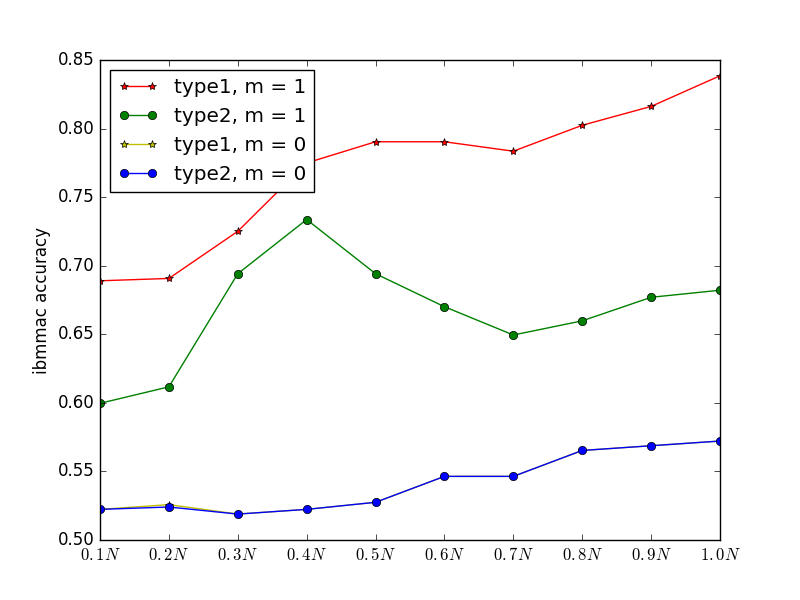 0.85
type1, m = 1
type2, m = 1
type1, m = 0
type2, m = 0
0.80
0.75
0.70
0.65
0.60
0.55
0.50
ibmmac accuracy
0.1N 0.2N 0.3N 0.4N 0.5N 0.6N 0.7N 0.8N 0.9N 1.0N